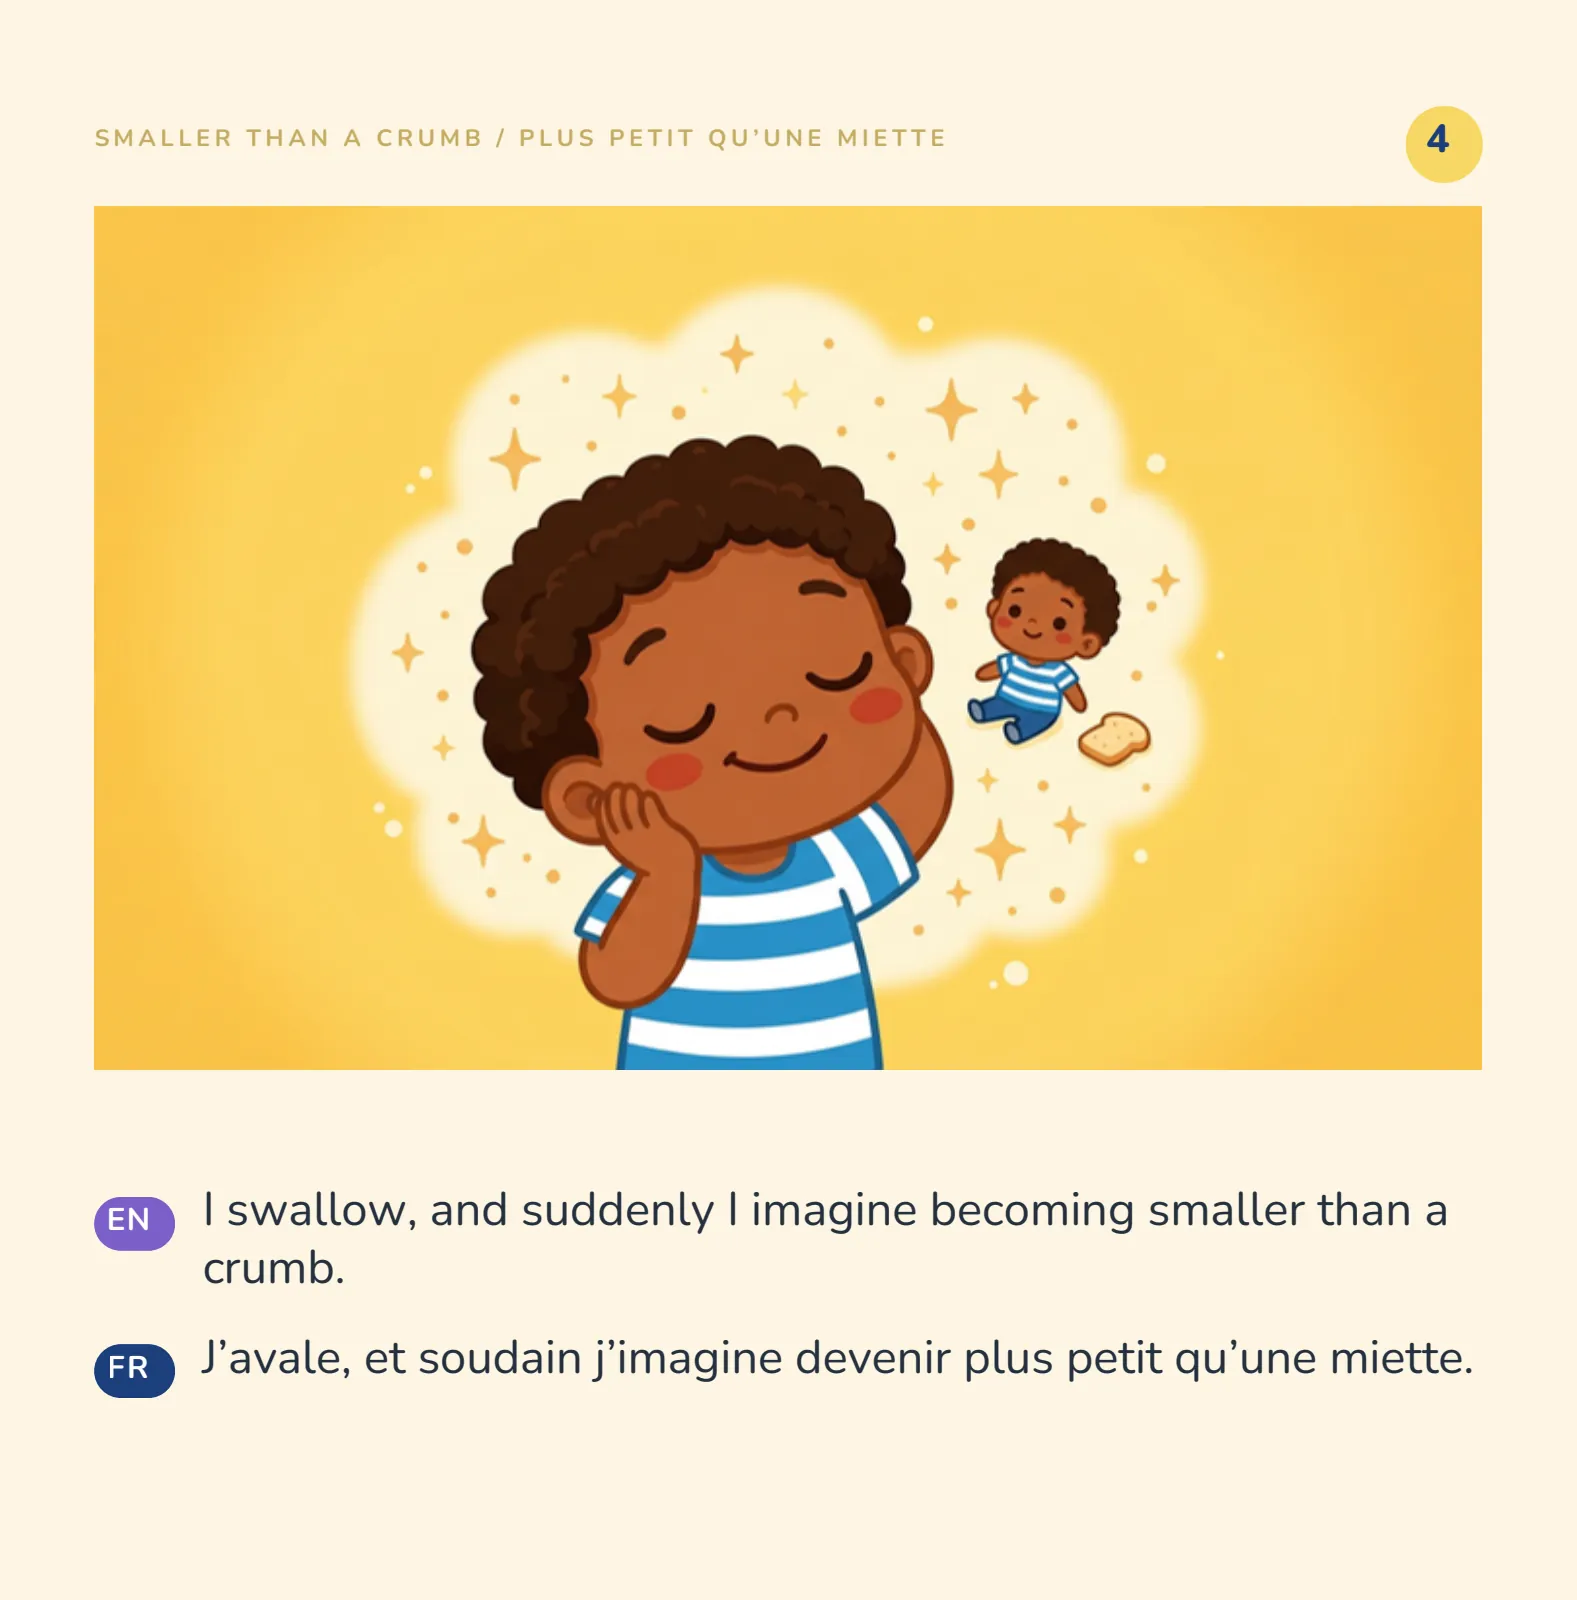 SMALLER THAN A CRUMB / PLUS PETIT QU’UNE MIETTE
4
EN
I swallow, and suddenly I imagine becoming smaller than a
crumb.
FR
J’avale, et soudain j’imagine devenir plus petit qu’une miette.